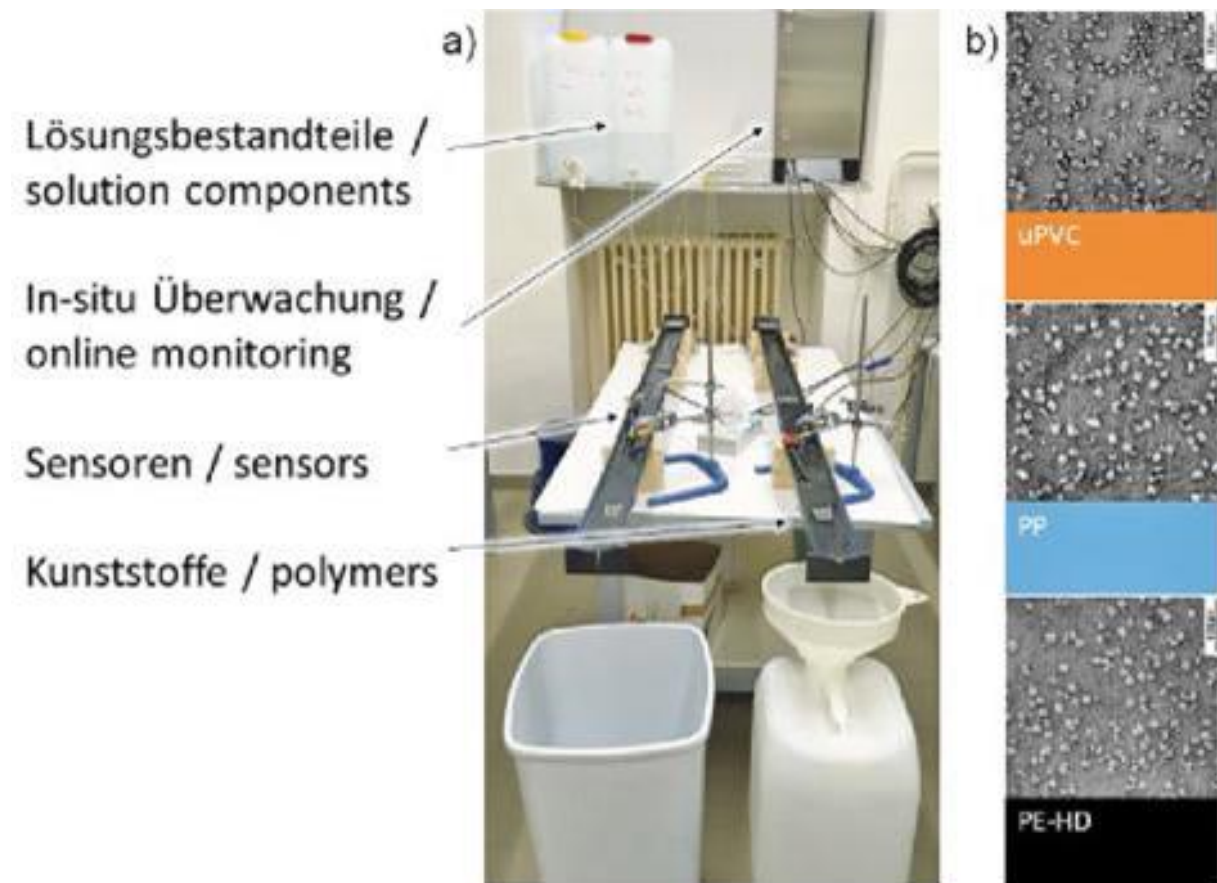 a)
Lösungsbestandteile /
solution components
In-situ Überwachung /
online monitoring
Sensoren / sensors
Kunststoffe / polymers
b)
uPVC
PP
PE-HD